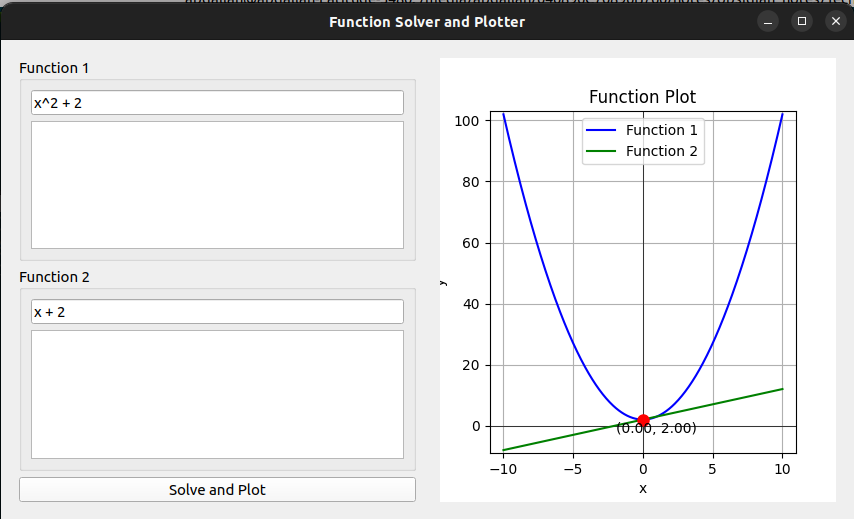 Function Solver and Plotter
Function 1
x^2 + 2
Function 2
x + 2
Solve and Plot
Function Plot
Function 1
Function 2
100
80
60
40
20
0
y
(0.00, 2.00)
−10
−5
0
5
10
x